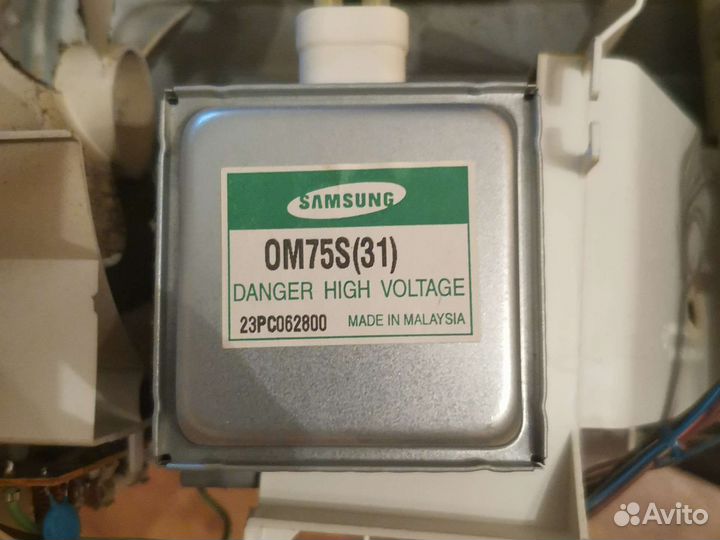 SAMSUNG
OM75S(31)
DANGER HIGH VOLTAGE
23PC062800 MADE IN MALAYSIA
Avito